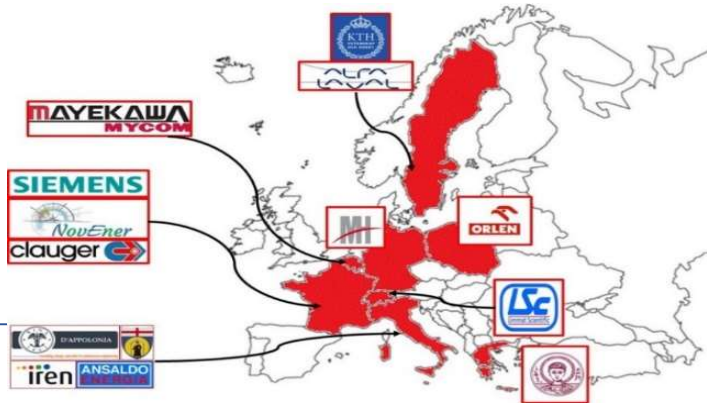 KTH
ALFA
LAVAL
MAYEKAWA
MYCOM
SIEMENS
NovEner
clauger
MI
ORLEN
LSc
D'APPOLONIA
iren
ANSALDO
ENERGIA